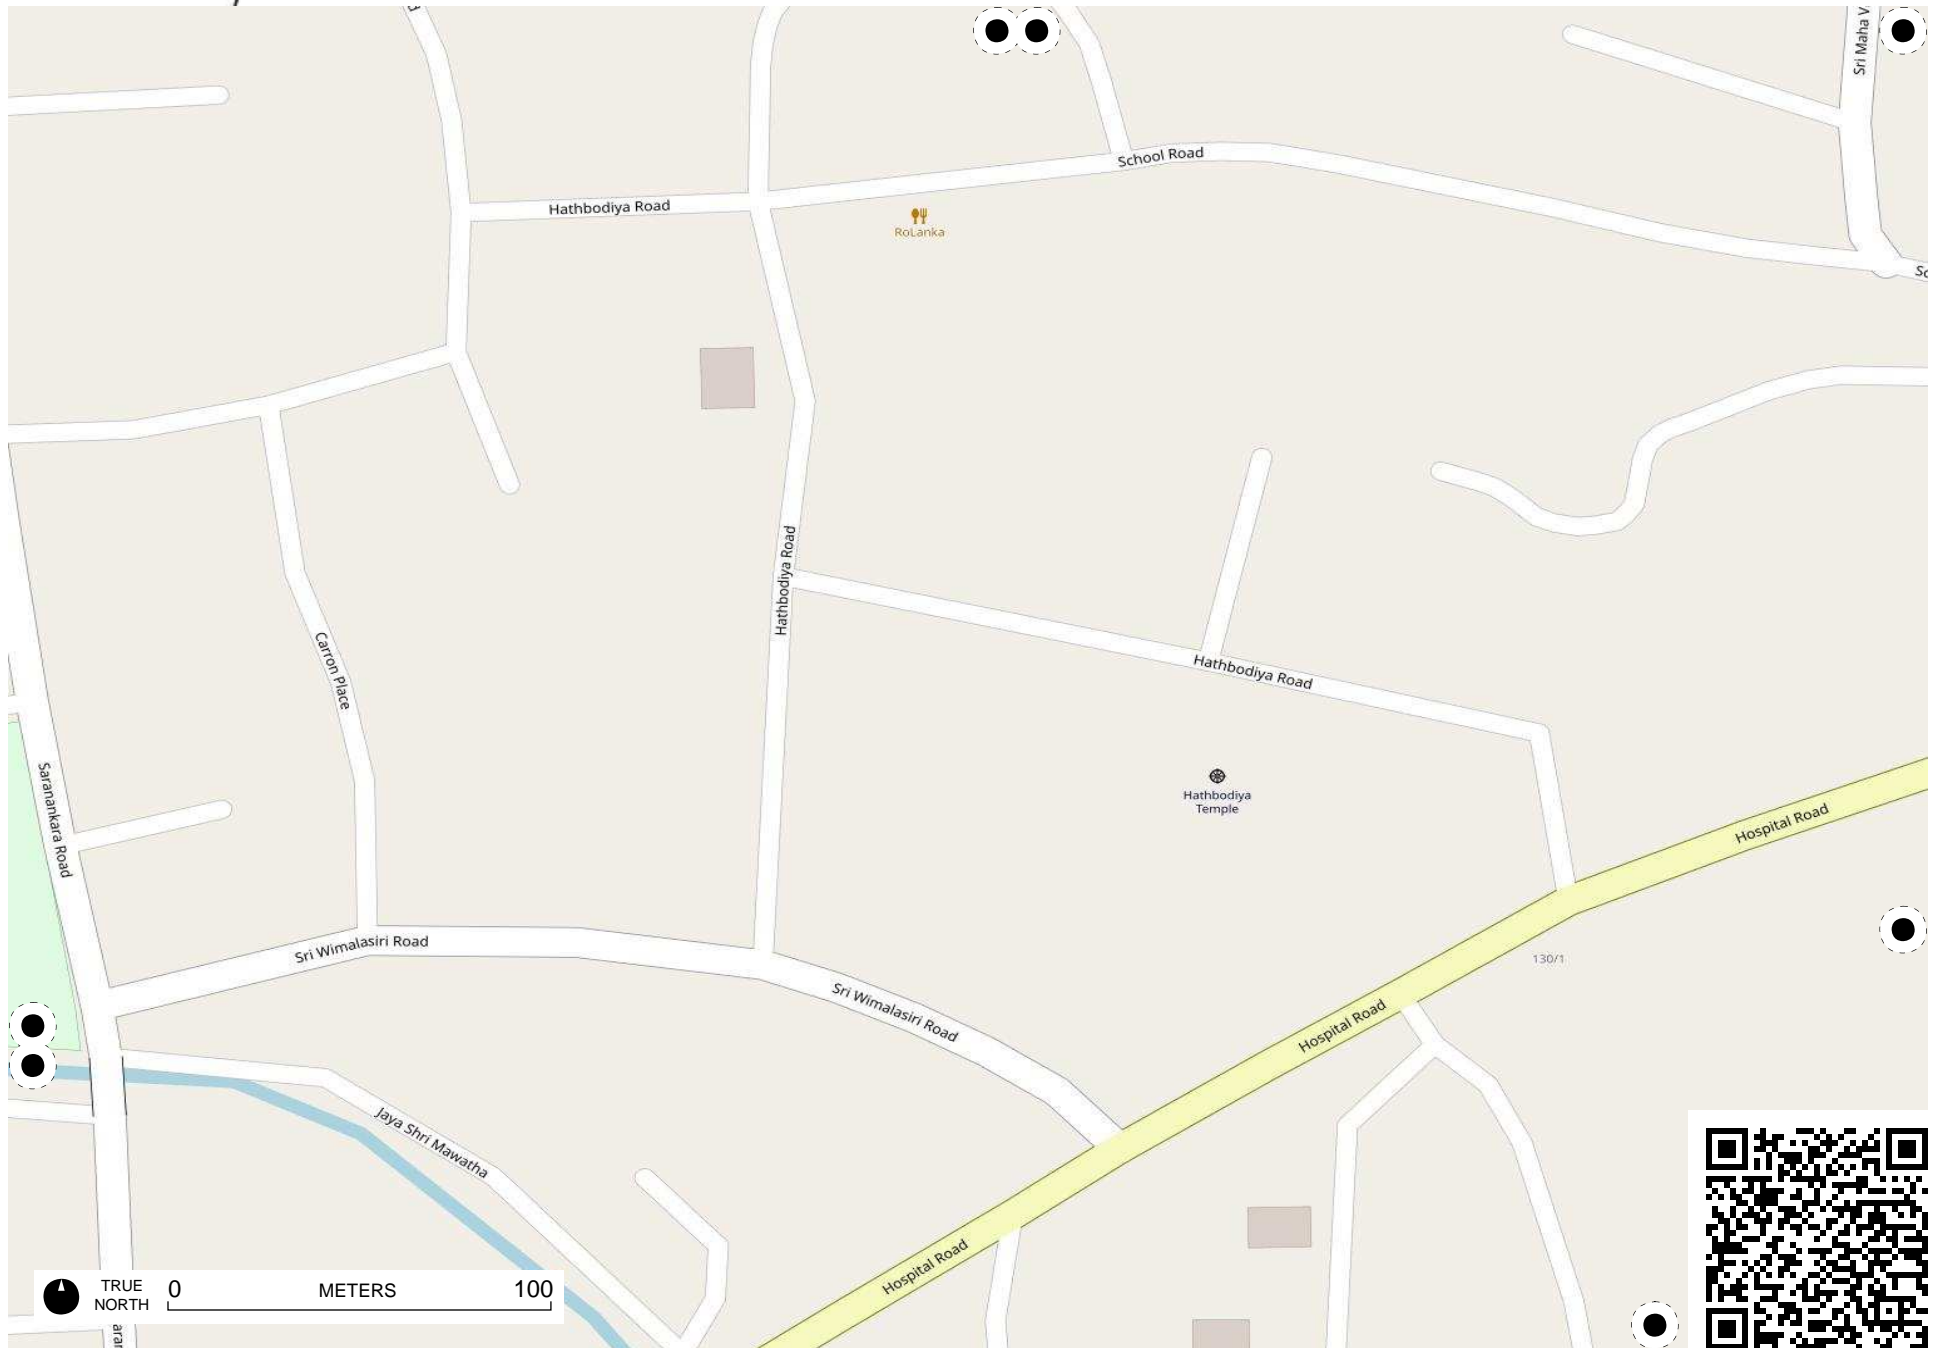 Sri Maha V
School Road
Hathbodiya Road
RoLanka
Hathbodiya Road
Hathbodiya Road
Carron Place
Hathbodiya
Temple
Saranankara Road
Hospital Road
Sri Wimalasiri Road
130/1
Sri Wimalasiri Road
Hospital Road
Jaya Shri Mawatha
Hospital Road
TRUE
NORTH
0 METERS 100